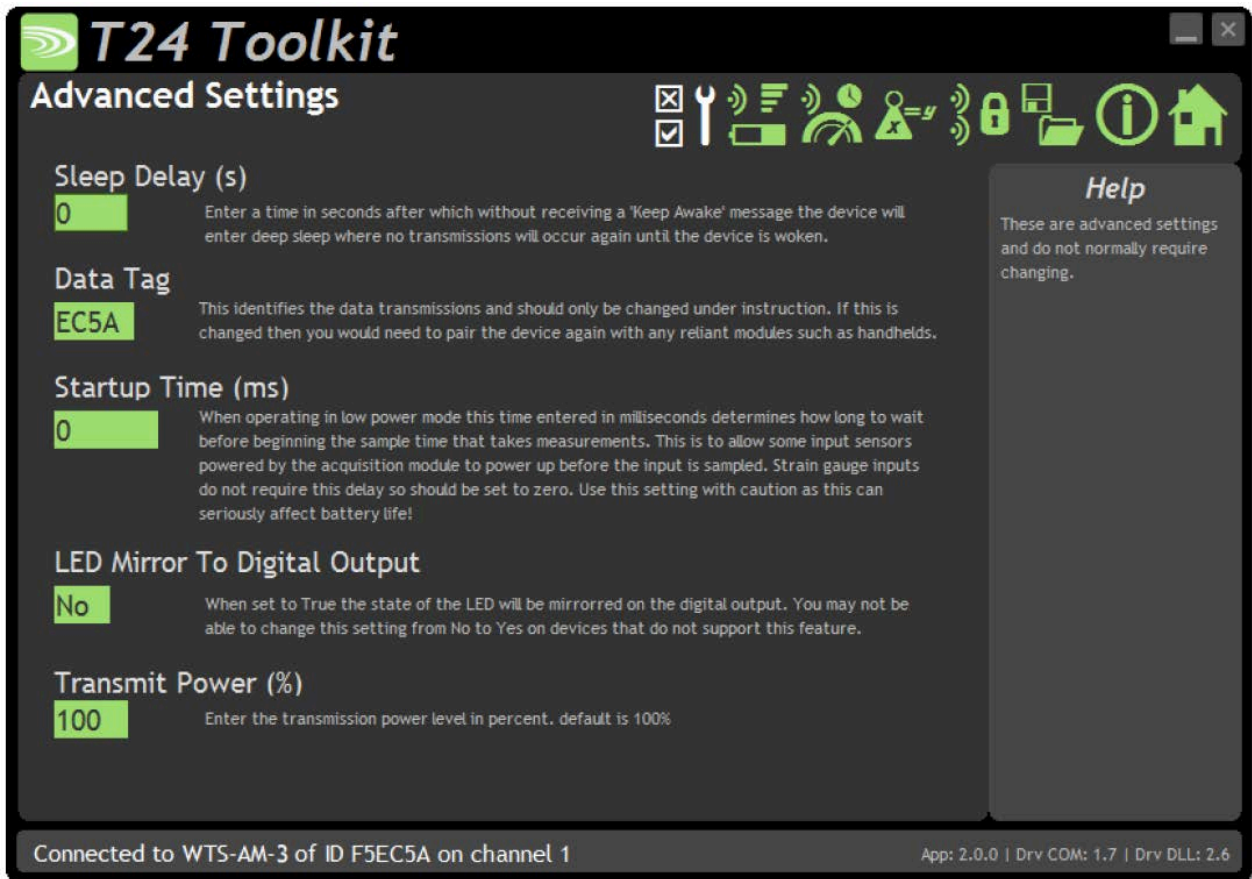 T24 Toolkit
Advanced Settings
x=y
Sleep Delay (s)
0
Enter a time in seconds after which without receiving a 'Keep Awake' message the device will
enter deep sleep where no transmissions will occur again until the device is woken.
Data Tag
EC5A
This identifies the data transmissions and should only be changed under instruction. If this is
changed then you would need to pair the device again with any reliant modules such as handhelds.
Startup Time (ms)
0
When operating in low power mode this time entered in milliseconds determines how long to wait
before beginning the sample time that takes measurements. This is to allow some input sensors
powered by the acquisition module to power up before the input is sampled. Strain gauge inputs
do not require this delay so should be set to zero. Use this setting with caution as this can
seriously affect battery life!
LED Mirror To Digital Output
No
When set to True the state of the LED will be mirrorred on the digital output. You may not be
able to change this setting from No to Yes on devices that do not support this feature.
Transmit Power (%)
100
Enter the transmission power level in percent. default is 100%
Help
These are advanced settings
and do not normally require
changing.
Connected to WTS-AM-3 of ID F5EC5A on channel 1
App: 2.0.0 | Drv COM: 1.7 | Drv DLL: 2.6